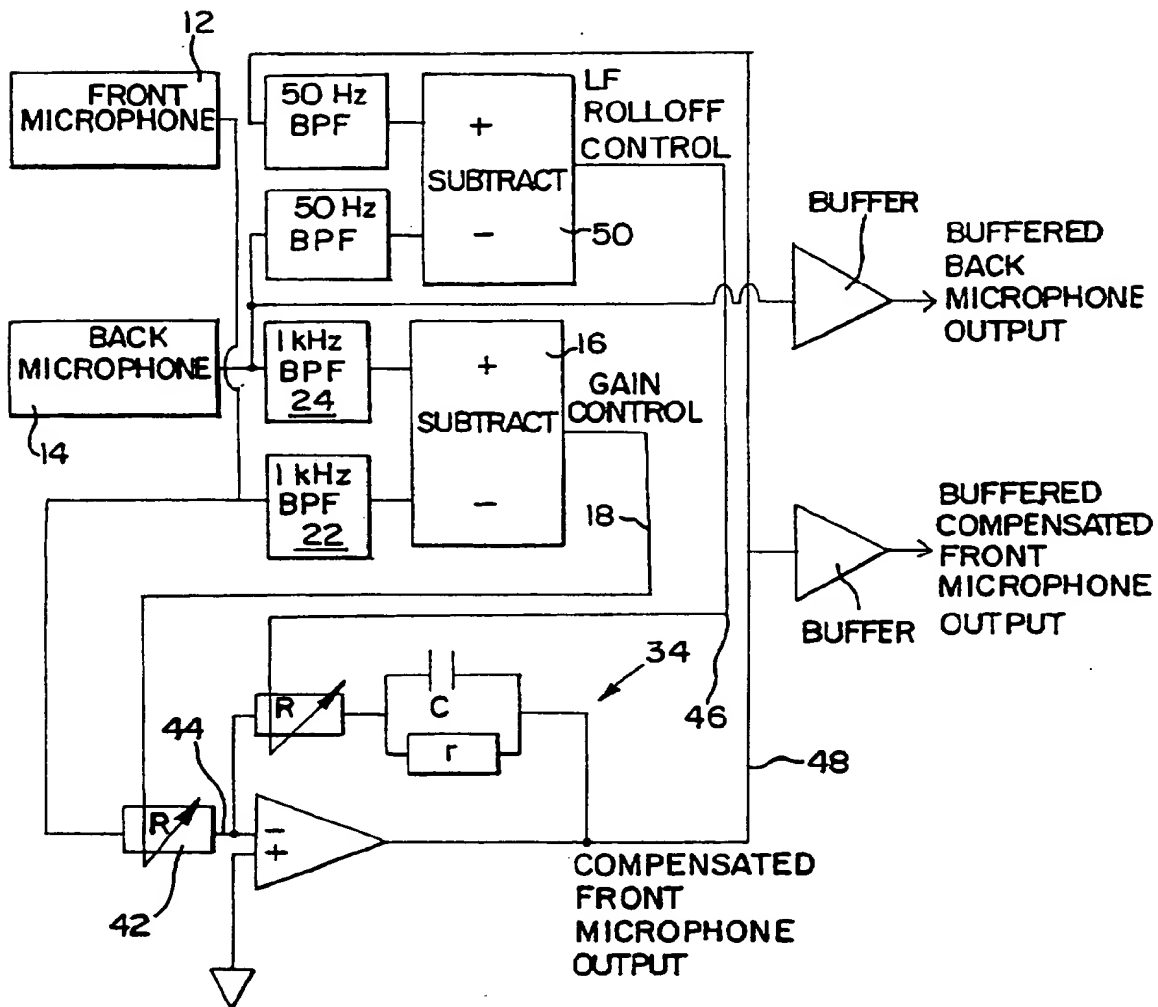 12
FRONT
MICROPHONE
50 Hz
BPF
+
SUBTRACT
−
50
LF
ROLLOFF
CONTROL
50 Hz
BPF
BUFFER
BUFFERED
BACK
MICROPHONE
OUTPUT
BACK
MICROPHONE
14
1 kHz
BPF
24
+
SUBTRACT
−
16
GAIN
CONTROL
1 kHz
BPF
22
18
BUFFERED
COMPENSATED
FRONT
MICROPHONE
OUTPUT
BUFFER
34
R
C
r
46
44
48
R
−
+
42
COMPENSATED
FRONT
MICROPHONE
OUTPUT